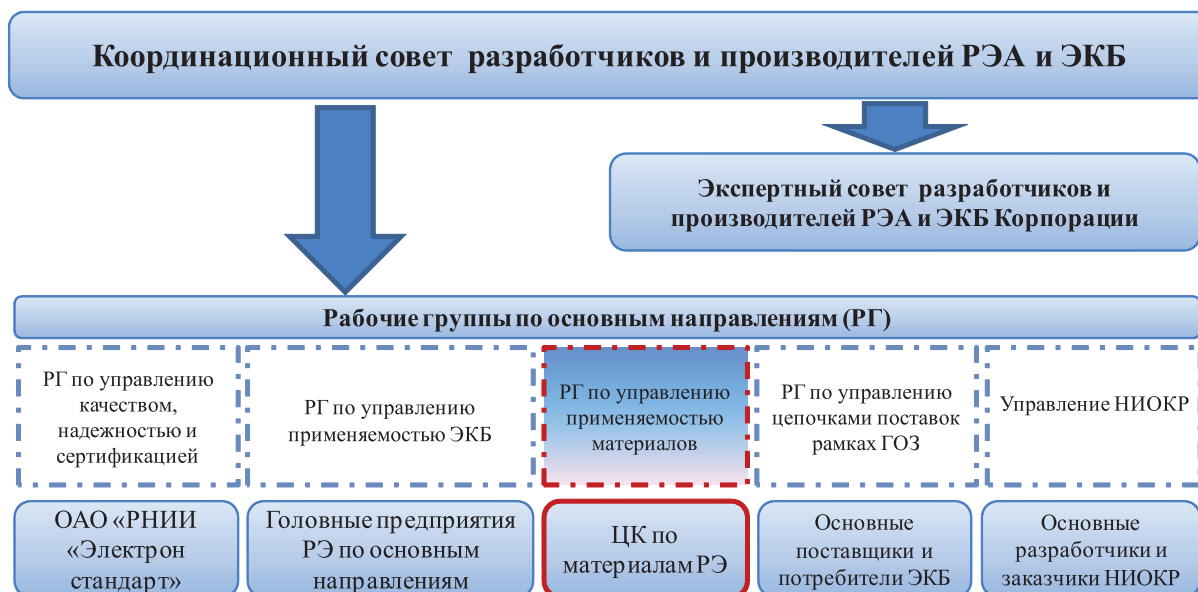 Координационный совет разработчиков и производителей РЭА и ЭКБ
Экспертный совет разработчиков и
производителей РЭА и ЭКБ Корпорации
Рабочие группы по основным направлениям (РГ)
РГ по управлению
качеством,
надежностью и
сертификацией
РГ по управлению
применяемостью ЭКБ
РГ по управлению
применяемостью
материалов
РГ по управлению
цепочками поставок
рамках ГОЗ
Управление НИОКР
ОАО «РНИИ
«Электрон
стандарт»
Головные предприятия
РЭ по основным
направлениям
ЦК по
материалам РЭ
Основные
поставщики и
потребители ЭКБ
Основные
разработчики и
заказчики НИОКР